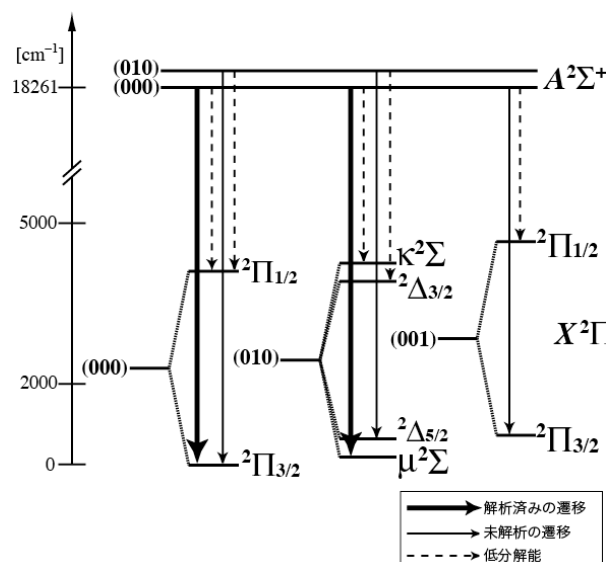 [cm⁻¹]
(010)
(000)
A²Σ⁺
18261
5000
κ²Σ
²Π₁/₂
²Π₁/₂
²Δ₃/₂
(000)
(010)
(001)
X²Π
2000
²Δ₅/₂
²Π₃/₂
μ²Σ
²Π₃/₂
0
解析済みの遷移
未解析の遷移
低分解能